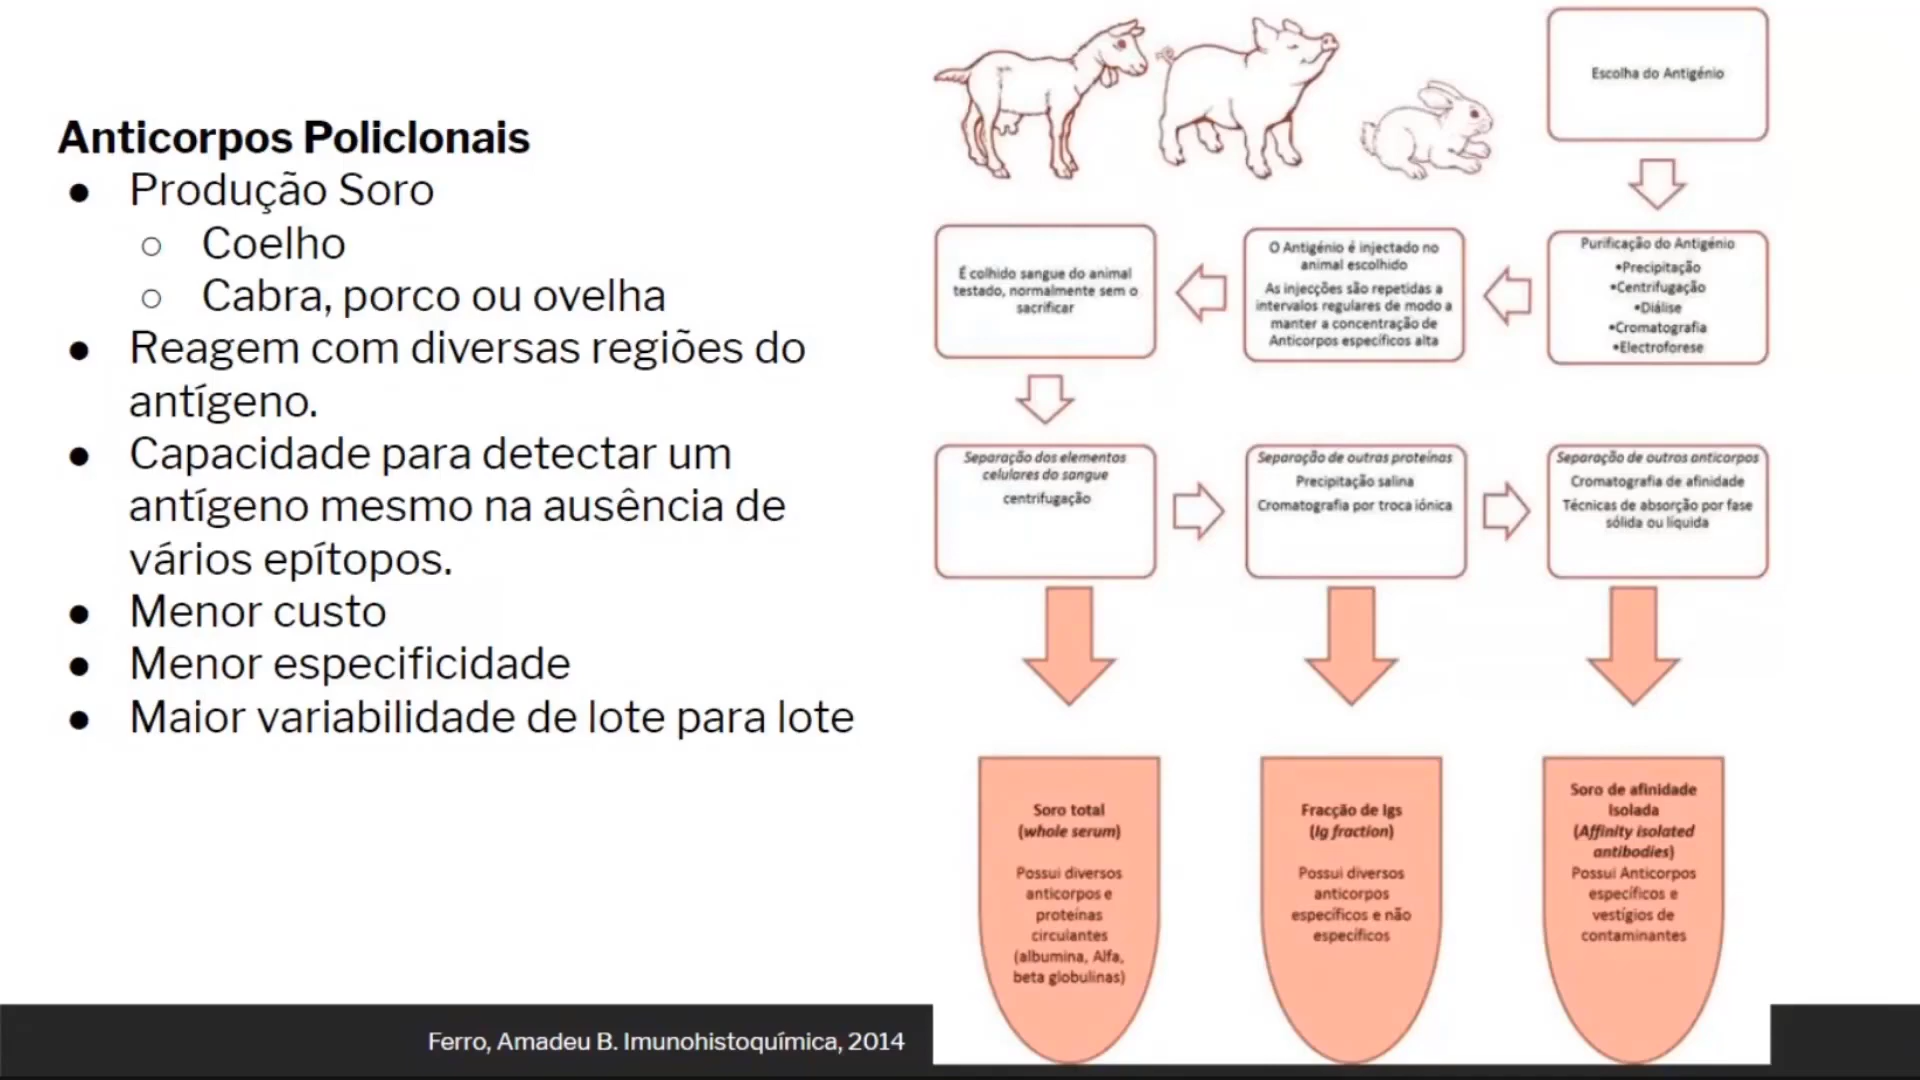 Anticorpos Policlonais
● Produção Soro
○ Coelho
○ Cabra, porco ou ovelha
● Reagem com diversas regiões do
antígeno.
● Capacidade para detectar um
antígeno mesmo na ausência de
vários epítopos.
● Menor custo
● Menor especificidade
● Maior variabilidade de lote para lote
Escolha do Antigénio
Purificação do Antigénio
•Precipitação
•Centrifugação
•Diálise
•Cromatografia
•Electroforese
O Antigénio é injectado no
animal escolhido
As injecções são repetidas a
intervalos regulares de modo a
manter a concentração de
Anticorpos específicos alta
É colhido sangue do animal
testado, normalmente sem o
sacrificar
Separação dos elementos
celulares do sangue
centrifugação
Separação de outras proteínas
Precipitação salina
Cromatografia por troca iónica
Separação de outros anticorpos
Cromatografia de afinidade
Técnicas de absorção por fase
sólida ou líquida
Soro total
(whole serum)
Possui diversos
anticorpos e
proteínas
circulantes
(albumina, Alfa,
beta globulinas)
Fracção de Igs
(Ig fraction)
Possui diversos
anticorpos
específicos e não
específicos
Soro de afinidade
Isolada
(Affinity isolated
antibodies)
Possui Anticorpos
específicos e
vestígios de
contaminantes
Ferro, Amadeu B. Imunohistoquímica, 2014